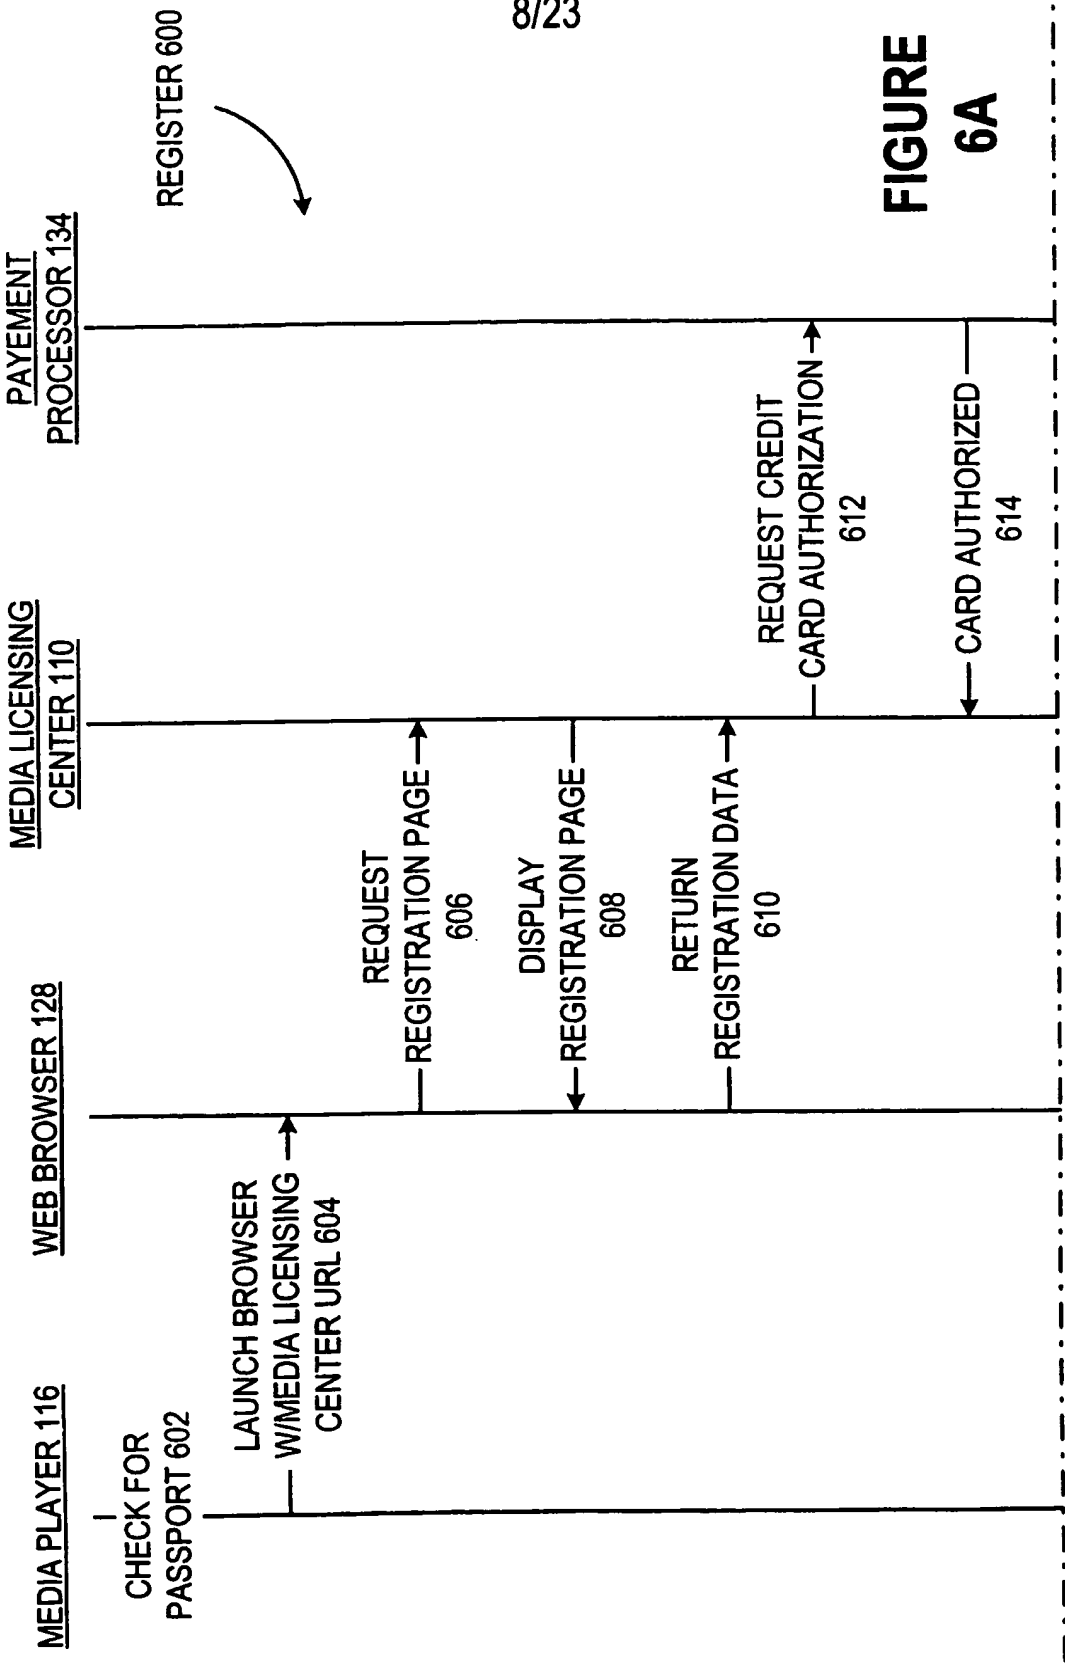 8/23
MEDIA PLAYER 116
WEB BROWSER 128
MEDIA LICENSING
CENTER 110
PAYEMENT
PROCESSOR 134
REGISTER 600
CHECK FOR
PASSPORT 602
LAUNCH BROWSER
W/MEDIA LICENSING
CENTER URL 604
REQUEST
REGISTRATION PAGE
606
DISPLAY
REGISTRATION PAGE
608
RETURN
REGISTRATION DATA
610
REQUEST CREDIT
CARD AUTHORIZATION
612
CARD AUTHORIZED
614
FIGURE
6A